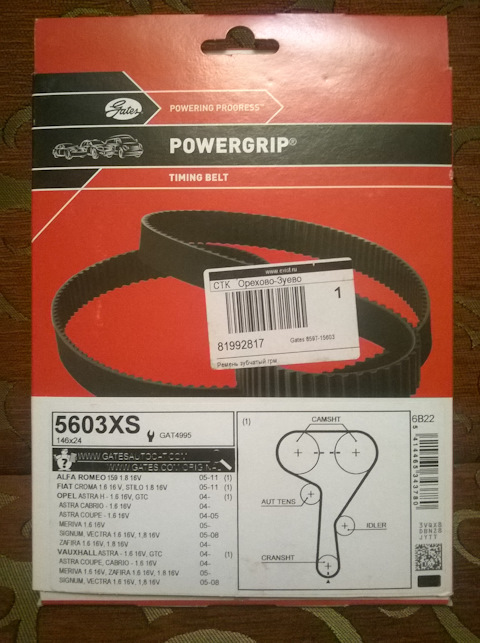 Gates
POWERING PROGRESS™
POWERGRIP®
TIMING BELT
www.exist.ru
СТК Орехово-Зуево
1
81992817
Gates 8597-15603
Ремень зубчатый грм
5603XS
146x24
GAT4995
WWW.GATESAUTOCAT.COM
WWW.GATES.COM/ORIGINAL
ALFA ROMEO 159 1.8 16V 05-11 (1)
FIAT CROMA 1.6 16 V, STILO 1.8 16V 05-11 (1)
OPEL ASTRA H - 1.6 16V, GTC 04- (1)
ASTRA CABRIO - 1.6 16V 04-
ASTRA COUPE - 1.6 16V 04-05
MERIVA 1.6 16V 05-
SIGNUM, VECTRA 1.6 16V, 1,8 16V 05-08
ZAFIRA 1.6 16V, 1.8 16V 04-
VAUXHALL ASTRA - 1.6 16V, GTC 04- (1)
ASTRA COUPE, CABRIO - 1.6 16V 04-
MERIVA 1.6 16V, ZAFIRA 1.6 16V, 1.8 16V 05-
SIGNUM, VECTRA 1.6 16V, 1,8 16V 05-08
(1)
CAMSHT
AUT TENS
IDLER
CRANSHT
6B22